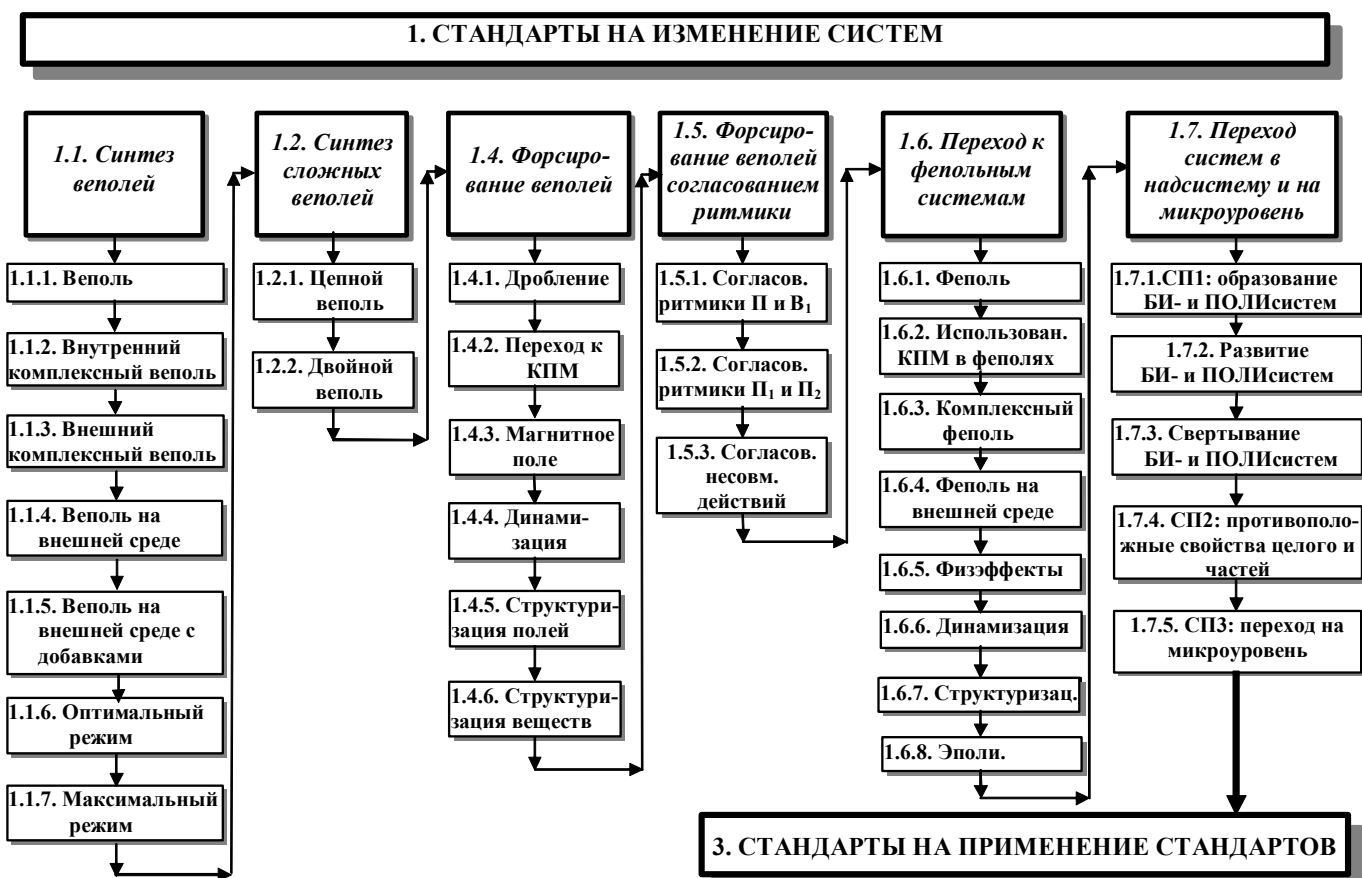 1. СТАНДАРТЫ НА ИЗМЕНЕНИЕ СИСТЕМ
1.1. Синтез
веполей
1.1.1. Веполь
1.1.2. Внутренний
комплексный веполь
1.1.3. Внешний
комплексный веполь
1.1.4. Веполь на
внешней среде
1.1.5. Веполь на
внешней среде с
добавками
1.1.6. Оптимальный
режим
1.1.7. Максимальный
режим
1.2. Синтез
сложных
веполей
1.2.1. Цепной
веполь
1.2.2. Двойной
веполь
1.4. Форсиро-
вание веполей
1.4.1. Дробление
1.4.2. Переход к
КПМ
1.4.3. Магнитное
поле
1.4.4. Динами-
зация
1.4.5. Структури-
зация полей
1.4.6. Структури-
зация веществ
1.5. Форсиро-
вание веполей
согласованием
ритмики
1.5.1. Согласов.
ритмики П и В₁
1.5.2. Согласов.
ритмики П₁ и П₂
1.5.3. Согласов.
несовм.
действий
1.6. Переход к
фепольным
системам
1.6.1. Феполь
1.6.2. Использован.
КПМ в феполях
1.6.3. Комплексный
феполь
1.6.4. Феполь на
внешней среде
1.6.5. Физэффекты
1.6.6. Динамизация
1.6.7. Структуризац.
1.6.8. Эполи.
1.7. Переход
систем в
надсистему и на
микроуровень
1.7.1.СП1: образование
БИ- и ПОЛИсистем
1.7.2. Развитие
БИ- и ПОЛИсистем
1.7.3. Свертывание
БИ- и ПОЛИсистем
1.7.4. СП2: противополо-
жные свойства целого и
частей
1.7.5. СП3: переход на
микроуровень
3. СТАНДАРТЫ НА ПРИМЕНЕНИЕ СТАНДАРТОВ